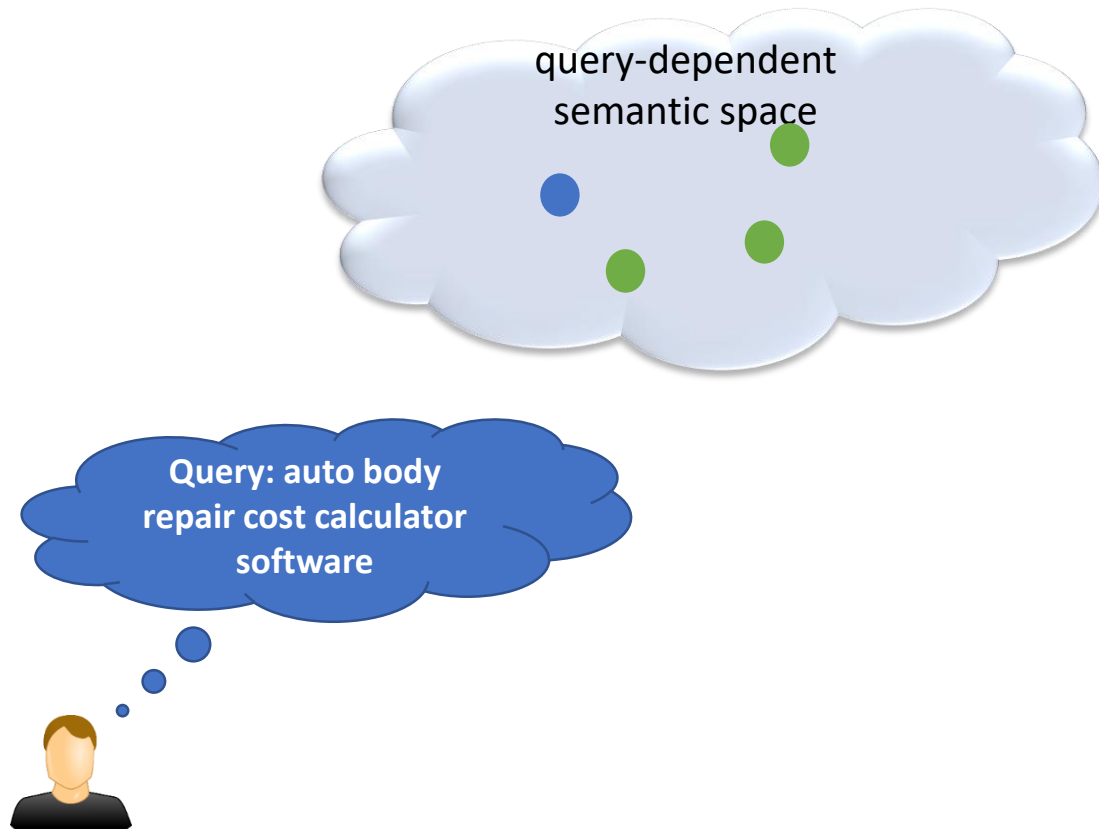 query-dependent
semantic space
Query: auto body
repair cost calculator
software